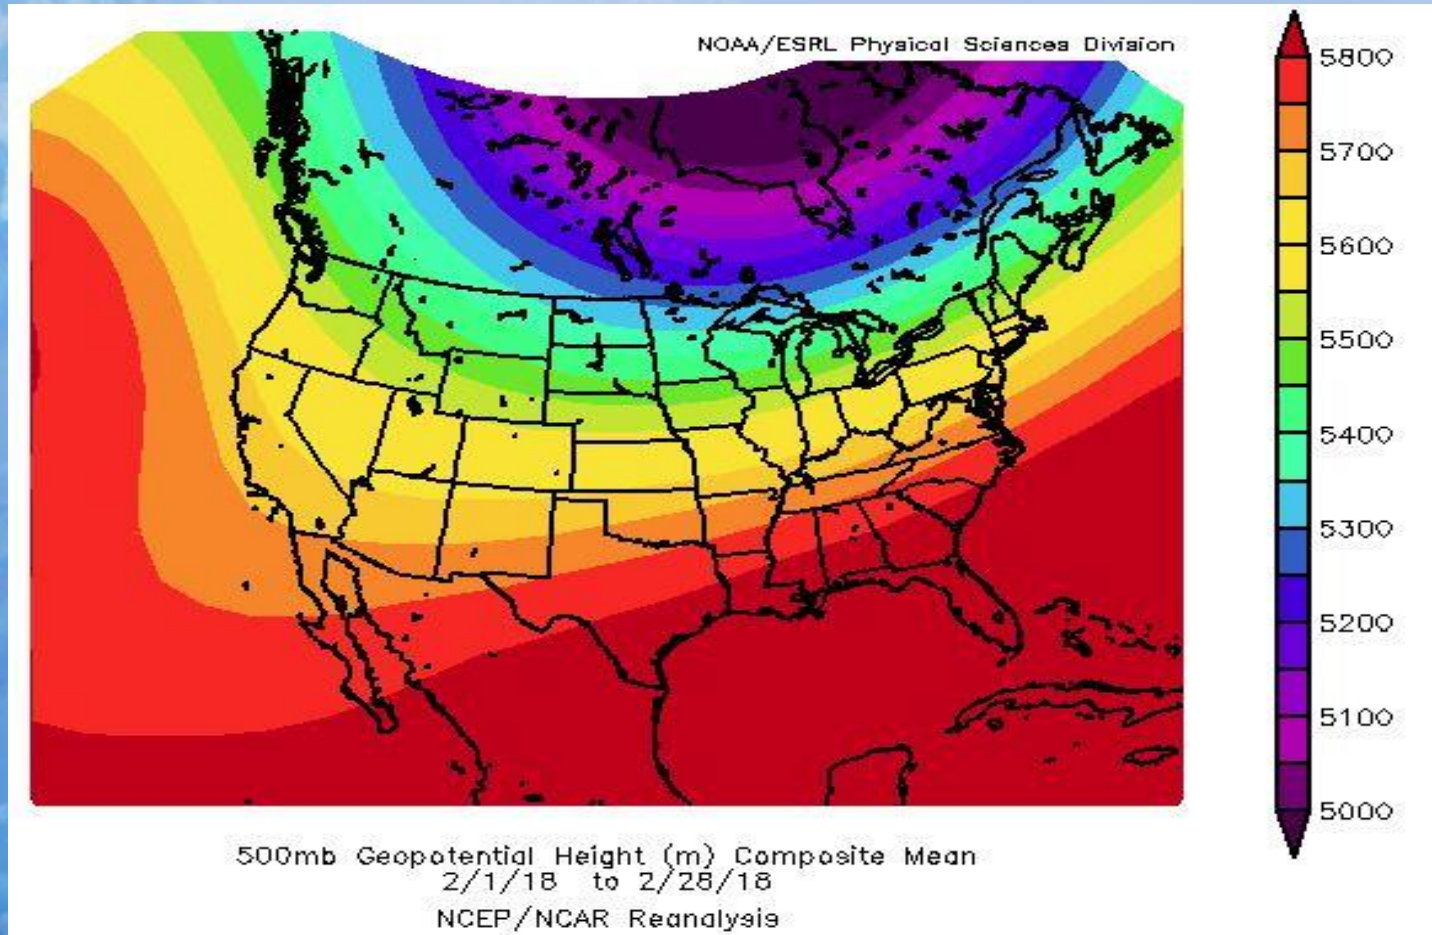 NOAA/ESRL Physical Sciences Division
5800
5700
5600
5500
5400
5300
5200
5100
5000
500mb Geopotential Height (m) Composite Mean
2/1/18 to 2/28/18
NCEP/NCAR Reanalysis